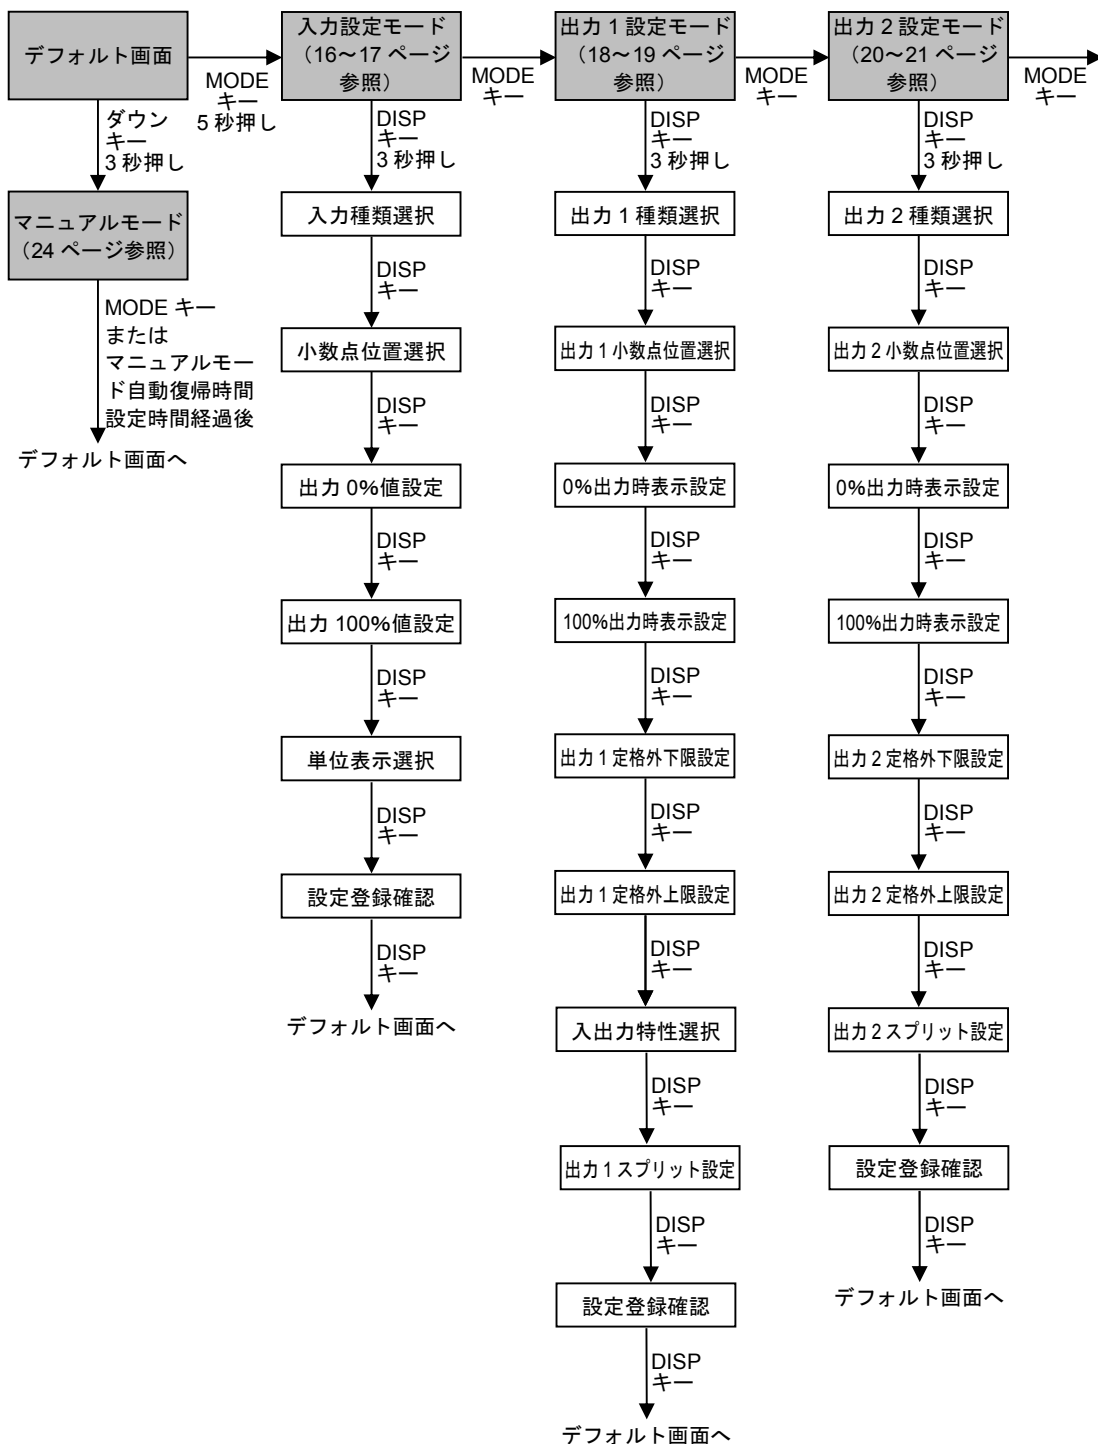 デフォルト画面
MODE
キー
5 秒押し
ダウン
キー
3 秒押し
マニュアルモード
（24 ページ参照）
MODE キー
または
マニュアルモー
ド自動復帰時間
設定時間経過後
デフォルト画面へ
入力設定モード
（16～17 ページ
参照）
MODE
キー
DISP
キー
3 秒押し
入力種類選択
DISP
キー
小数点位置選択
DISP
キー
出力 0%値設定
DISP
キー
出力 100%値設定
DISP
キー
単位表示選択
DISP
キー
設定登録確認
DISP
キー
デフォルト画面へ
出力 1 設定モード
（18～19 ページ
参照）
MODE
キー
DISP
キー
3 秒押し
出力 1 種類選択
DISP
キー
出力 1 小数点位置選択
DISP
キー
0%出力時表示設定
DISP
キー
100%出力時表示設定
DISP
キー
出力 1 定格外下限設定
DISP
キー
出力 1 定格外上限設定
DISP
キー
入出力特性選択
DISP
キー
出力 1 スプリット設定
DISP
キー
設定登録確認
DISP
キー
デフォルト画面へ
出力 2 設定モード
（20～21 ページ
参照）
MODE
キー
DISP
キー
3 秒押し
出力 2 種類選択
DISP
キー
出力 2 小数点位置選択
DISP
キー
0%出力時表示設定
DISP
キー
100%出力時表示設定
DISP
キー
出力 2 定格外下限設定
DISP
キー
出力 2 定格外上限設定
DISP
キー
出力 2 スプリット設定
DISP
キー
設定登録確認
DISP
キー
デフォルト画面へ